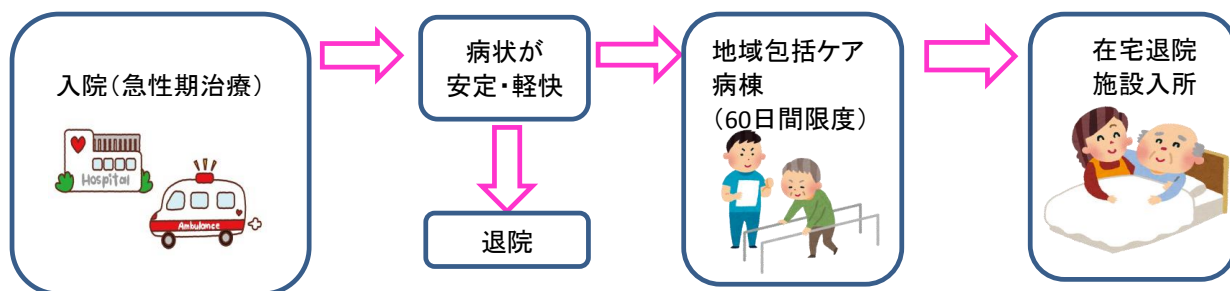 入院（急性期治療）
Hospital
Ambulance
病状が
安定・軽快
退院
地域包括ケア
病棟
（60日間限度）
在宅退院
施設入所